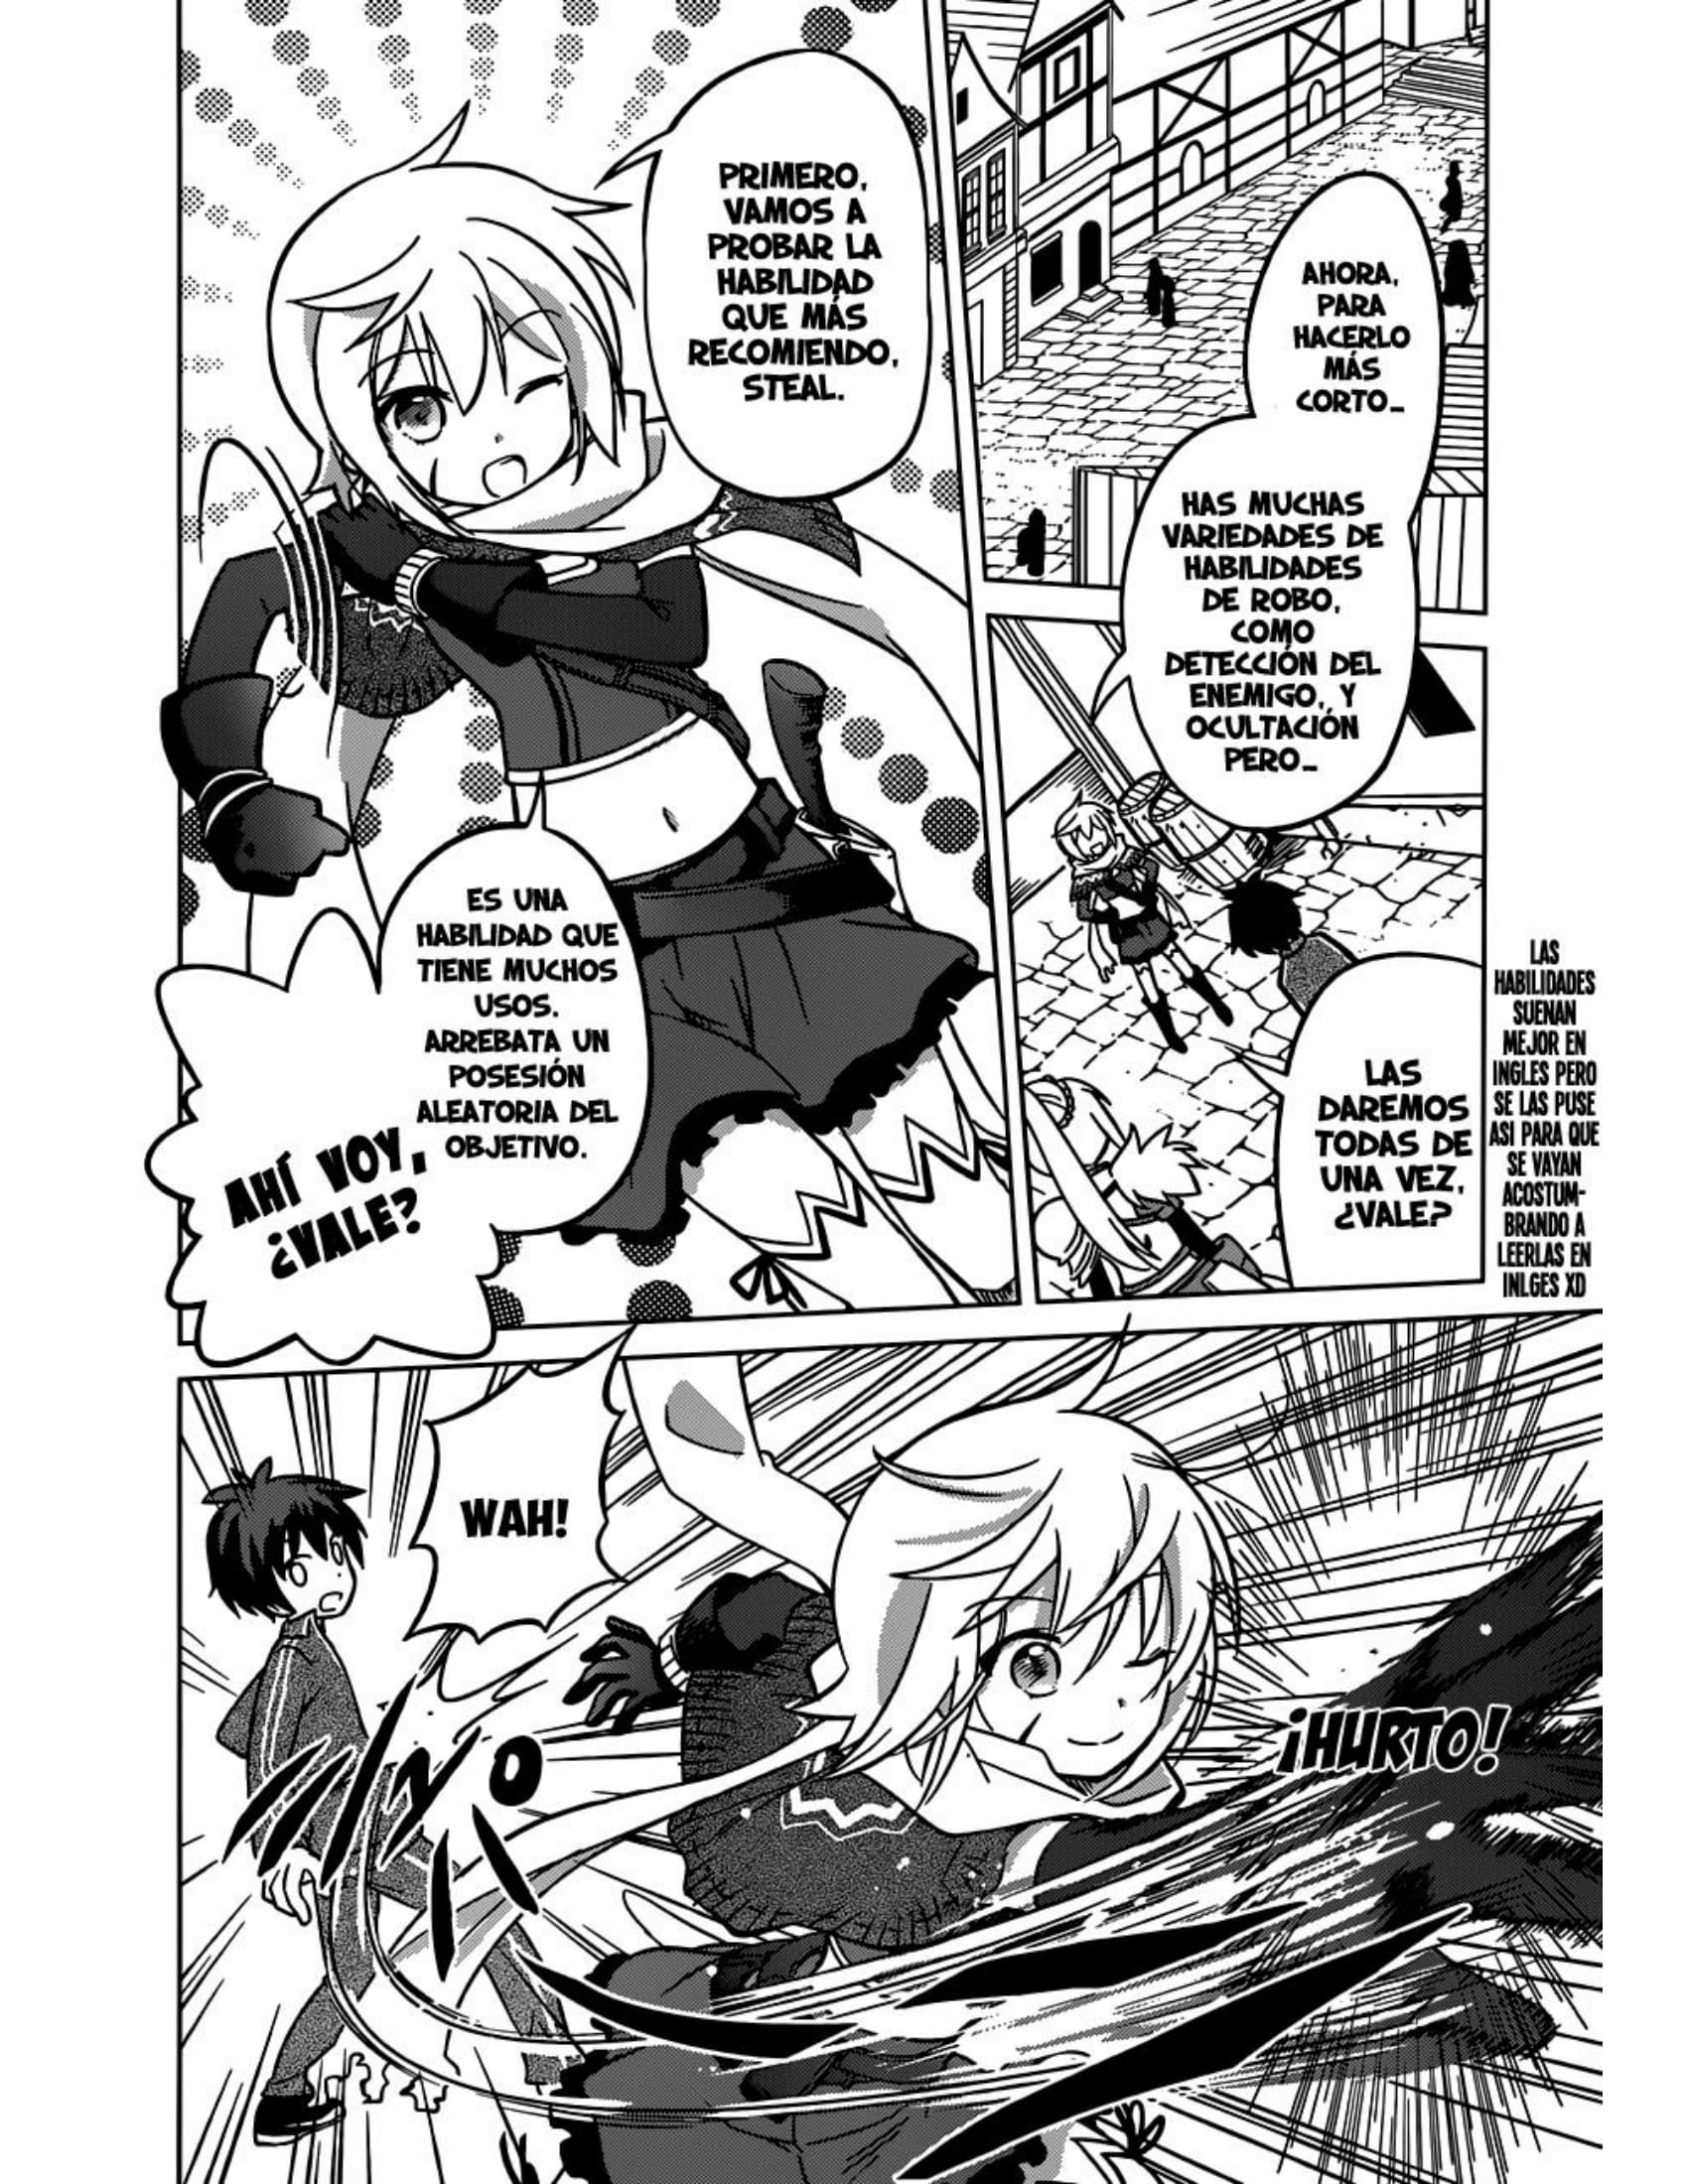 AHORA,
PARA
HACERLO
MÁS
CORTO...
HAS MUCHAS
VARIEDADES DE
HABILIDADES
DE ROBO,
COMO
DETECCIÓN DEL
ENEMIGO, Y
OCULTACIÓN
PERO...
LAS
DAREMOS
TODAS DE
UNA VEZ,
¿VALE?
LAS
HABILIDADES
SUENAN
MEJOR EN
INGLES PERO
SE LAS PUSE
ASI PARA QUE
SE VAYAN
ACOSTUM-
BRANDO A
LEERLAS EN
INLGES XD
PRIMERO,
VAMOS A
PROBAR LA
HABILIDAD
QUE MÁS
RECOMIENDO,
STEAL.
ES UNA
HABILIDAD QUE
TIENE MUCHOS
USOS.
ARREBATA UN
POSESIÓN
ALEATORIA DEL
OBJETIVO.
AHÍ VOY,
¿VALE?
WAH!
¡HURTO!